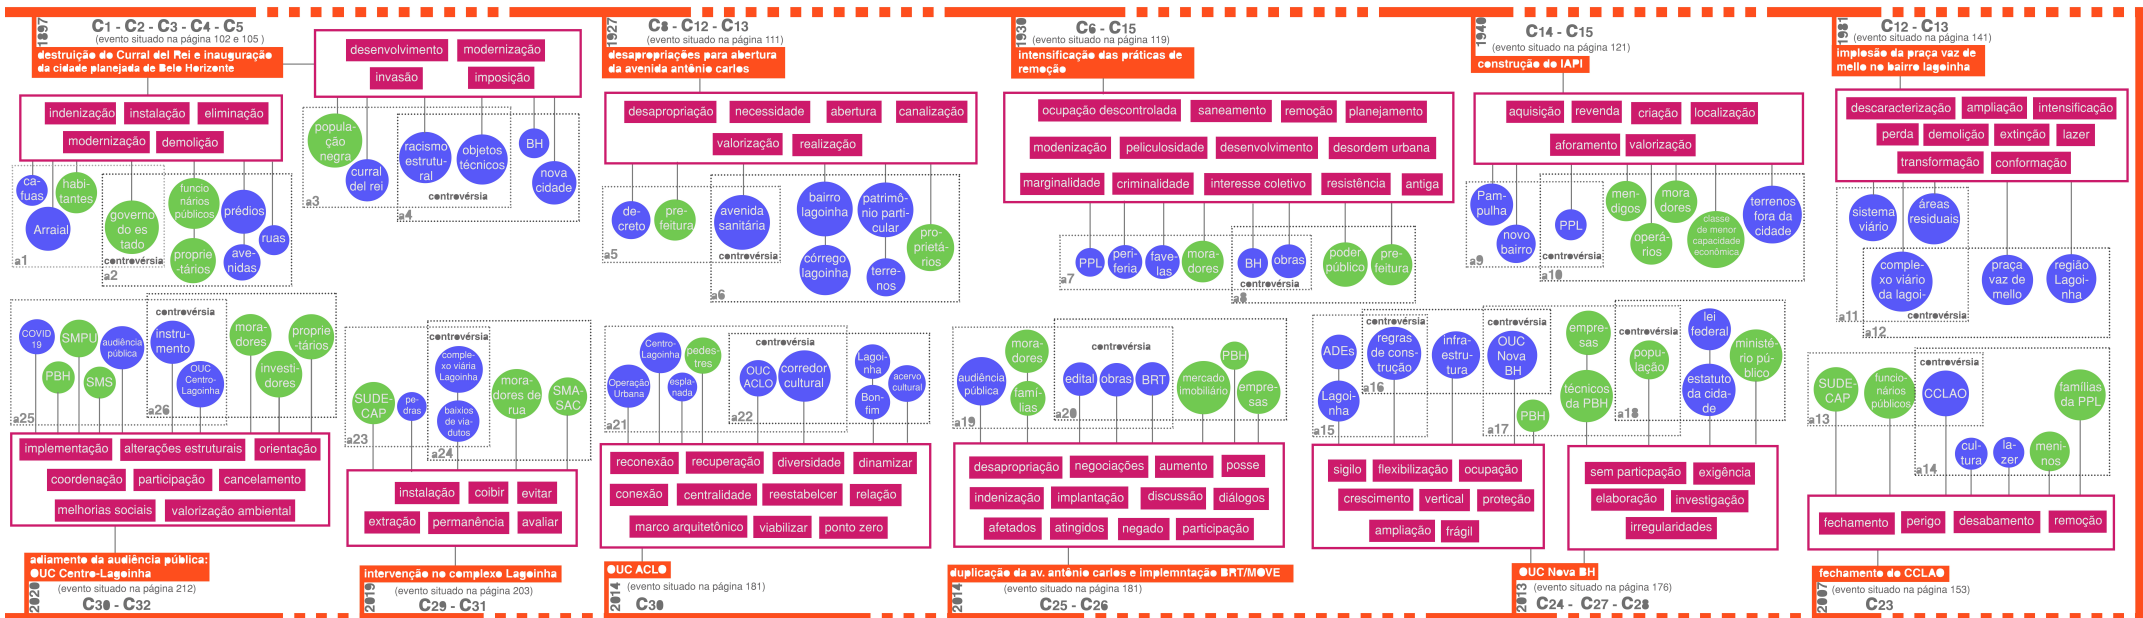 1897
C1 - C2 - C3 - C4 - C5
(evento situado na página 102 e 105 )
destruição do Curral del Rei e inauguração
da cidade planejada de Belo Horizonte
desenvolvimento
modernização
invasão
imposição
indenização
instalação
eliminação
modernização
demolição
ca-
fuas
habi-
tantes
Arraial
a1
governo
do es
tado
controvérsia
a2
funcio
nários
públicos
proprie
-tários
prédios
ave-
nidas
ruas
popula-
ção
negra
curral
del rei
a3
racismo
estrutu-
ral
objetos
técnicos
controvérsia
a4
BH
nova
cidade
1927
C8 - C12 - C13
(evento situado na página 111)
desapropriações para abertura
da avenida antônio carlos
desapropriação
necessidade
abertura
canalização
valorização
realização
de-
creto
pre-
feitura
a5
avenida
sanitária
controvérsia
a6
bairro
lagoinha
córrego
lagoinha
patrimô-
nio parti-
cular
terre-
nos
pro-
prietá-
rios
1930
C6 - C15
(evento situado na página 119)
intensificação das práticas de
remoção
ocupação descontrolada
saneamento
remoção
planejamento
modenização
peliculosidade
desenvolvimento
desordem urbana
marginalidade
criminalidade
interesse coletivo
resistência
antiga
PPL
peri-
feria
fave-
las
mora-
dores
a7
BH
obras
controvérsia
a8
poder
público
pre-
feitura
1940
C14 - C15
(evento situado na página 121)
construção do IAPI
aquisição
revenda
criação
localização
aforamento
valorização
Pam-
pulha
novo
bairro
a9
PPL
controvérsia
a10
men-
digos
operá-
rios
mora
dores
classe
de menor
capacidade
econômica
terrenos
fora da
cidade
1981
C12 - C13
(evento situado na página 141)
implosão da praça vaz de
mello no bairro lagoinha
descaracterização
ampliação
intensificação
perda
demolição
extinção
lazer
transformação
conformação
sistema
viário
áreas
residuais
comple-
xo viário
da lagoi-
a11
controvérsia
a12
praça
vaz de
mello
região
Lagoi-
nha
COVID
19
SMPU
audiência
pública
PBH
SMS
a25
controvérsia
instru-
mento
OUC
Centro-
Lagoinha
a26
mora-
dores
investi-
dores
proprie
-tários
implementação
alterações estruturais
orientação
coordenação
participação
cancelamento
melhorias sociais
valorização ambiental
adiamento da audiência pública:
OUC Centro-Lagoinha
2020
(evento situado na página 212)
C30 - C32
SUDE-
CAP
pe-
dras
a23
controvérsia
comple-
xo viária
Lagoinha
baixios
de via-
dutos
a24
mora-
dores de
rua
SMA-
SAC
instalação
coibir
evitar
extração
permanência
avaliar
intervenção no complexo Lagoinha
2019
(evento situado na página 203)
C29 - C31
Centro-
Lagoinha
pedes-
tres
Operação
Urbana
espla-
nada
a21
controvérsia
OUC
ACLO
corredor
cultural
a22
Lagoi-
nha
Bon-
fim
acervo
cultural
reconexão
recuperação
diversidade
dinamizar
conexão
centralidade
reestabelcer
relação
marco arquitetônico
viabilizar
ponto zero
OUC ACLO
2014
(evento situado na página 181)
C30
audiência
pública
mora-
dores
famí-
lias
a19
controvérsia
edital
obras
BRT
a20
mercado
Imobiliário
PBH
empre-
sas
desapropriação
negociações
aumento
posse
indenização
implantação
discussão
diálogos
afetados
atingidos
negado
participação
duplicação da av. antônio carlos e implemntação BRT/MOVE
2014
(evento situado na página 181)
C25 - C26
ADEs
Lagoi-
nha
a15
controvérsia
regras
de cons-
trução
a16
infra-
estru-
tura
controvérsia
OUC
Nova
BH
PBH
a17
empre-
sas
técnicos
da PBH
controvérsia
popu-
lação
a18
lei
federal
estatuto
da cida-
de
ministé-
rio pú-
blico
sigilo
flexibilização
ocupação
crescimento
vertical
proteção
ampliação
frágil
sem particpação
exigência
elaboração
investigação
irregularidades
OUC Nova BH
2013
(evento situado na página 176)
C24 - C27 - C28
SUDE-
CAP
funcio-
nários
públicos
a13
controvérsia
CCLAO
cul-
tura
la-
zer
meni-
nos
a14
famílias
da PPL
fechamento
perigo
desabamento
remoção
fechamento do CCLAO
2007
(evento situado na página 153)
C23